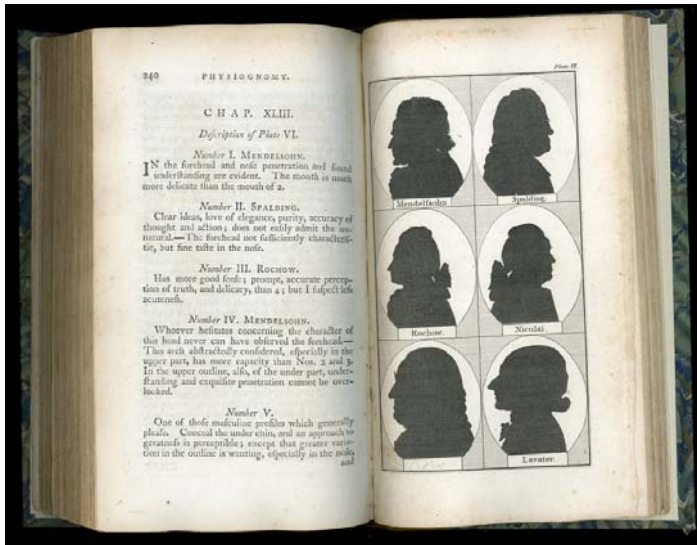 240 PHYSIOGNOMY.
CHAP. XLIII.
Description of Plate VI.
Number I. MENDELSOHN.
IN the forehead and nose penetration and sound
understanding are evident. The mouth is much
more delicate than the mouth of 2.
Number II. SPALDING.
Clear ideas, love of elegance, purity, accuracy of
thought and action; does not easily admit the un-
natural.—The forehead not sufficiently characteris-
tic, but fine taste in the nose.
Number III. ROCHOW.
Has more good sense; prompt, accurate percep-
tion of truth, and delicacy, than 4; but I suspect less
acuteness.
Number IV. MENDELSOHN.
Whoever hesitates concerning the character of
this head never can have observed the forehead.—
This arch abstractedly considered, especially in the
upper part, has more capacity than Nos. 2 and 3.
In the upper outline, also, of the under part, under-
standing and exquisite penetration cannot be over-
looked.
Number V.
One of those masculine profiles which generally
please. Conceal the under chin, and an approach to
greatness is perceptible; except that greater varia-
tion in the outline is wanting, especially in the nose,
and
Plate
Mendelsohn
Spalding.
Rochow.
Nicolai.
Lavater.